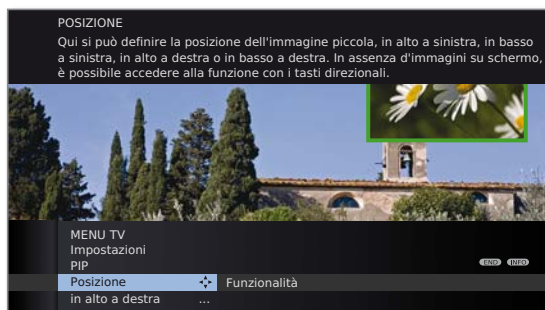 POSIZIONE
Qui si può definire la posizione dell'immagine piccola, in alto a sinistra, in basso
a sinistra, in alto a destra o in basso a destra. In assenza d'immagini su schermo,
è possibile accedere alla funzione con i tasti direzionali.
MENU TV
Impostazioni
PIP
END INFO
Posizione Funzionalità
in alto a destra ...